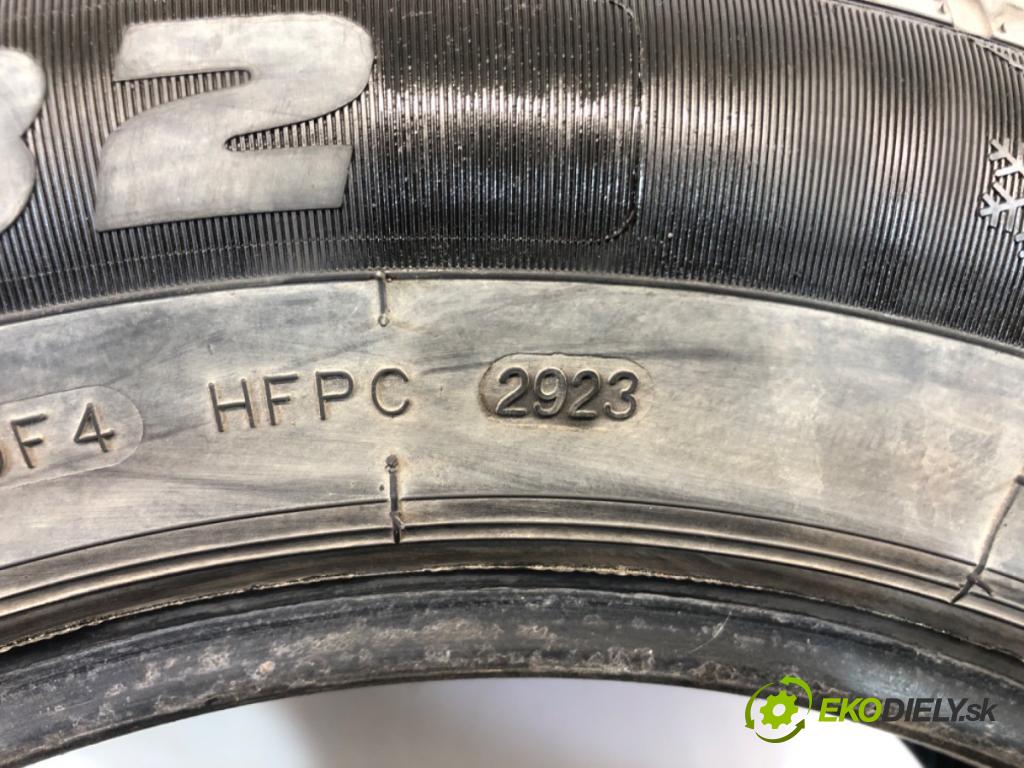 32
F4 HFPC 2923
EKODIELY.sk